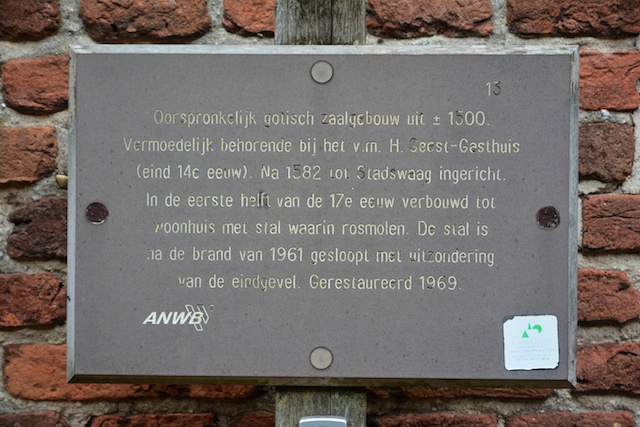 13
Oorspronkelijk gotisch zaalgebouw uit ± 1500.
Vermoedelijk behorende bij het v.m. H. Geest-Gasthuis
(eind 14e eeuw). Na 1582 tot Stadswaag ingericht.
In de eerste helft van de 17e eeuw verbouwd tot
woonhuis met stal waarin rosmolen. De stal is
na de brand van 1961 gesloopt met uitzondering
van de eindgevel. Gerestaureerd 1969.
ANWB